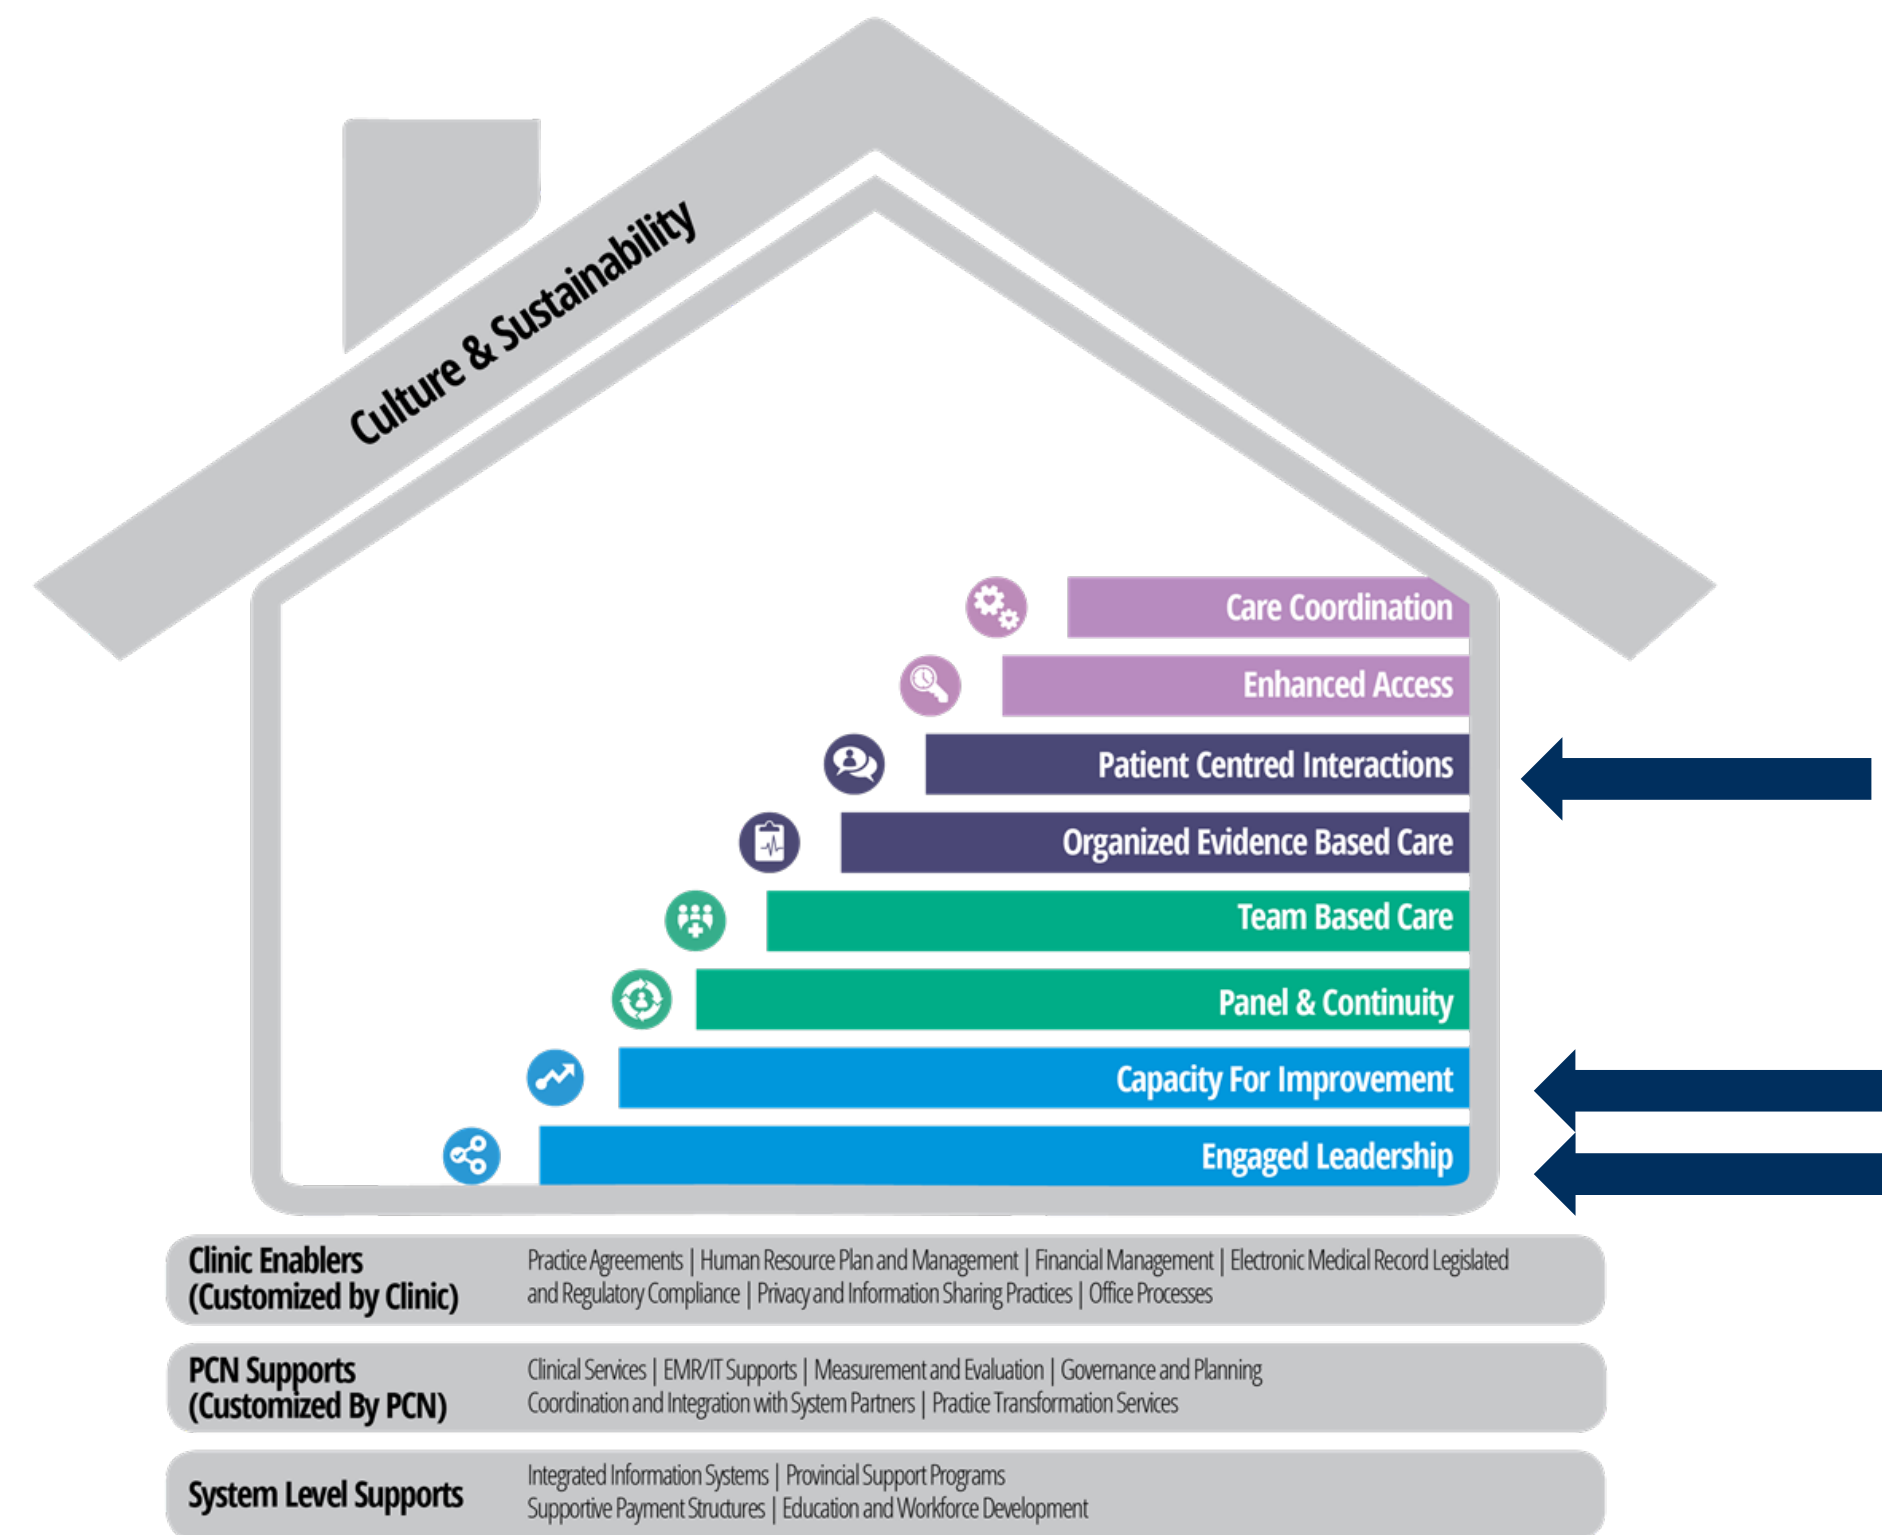 Culture & Sustainability
Care Coordination
Enhanced Access
Patient Centred Interactions
Organized Evidence Based Care
Team Based Care
Panel & Continuity
Capacity For Improvement
Engaged Leadership
Clinic Enablers
(Customized by Clinic)
Practice Agreements | Human Resource Plan and Management | Financial Management | Electronic Medical Record Legislated
and Regulatory Compliance | Privacy and Information Sharing Practices | Office Processes
PCN Supports
(Customized By PCN)
Clinical Services | EMR/IT Supports | Measurement and Evaluation | Governance and Planning
Coordination and Integration with System Partners | Practice Transformation Services
System Level Supports
Integrated Information Systems | Provincial Support Programs
Supportive Payment Structures | Education and Workforce Development